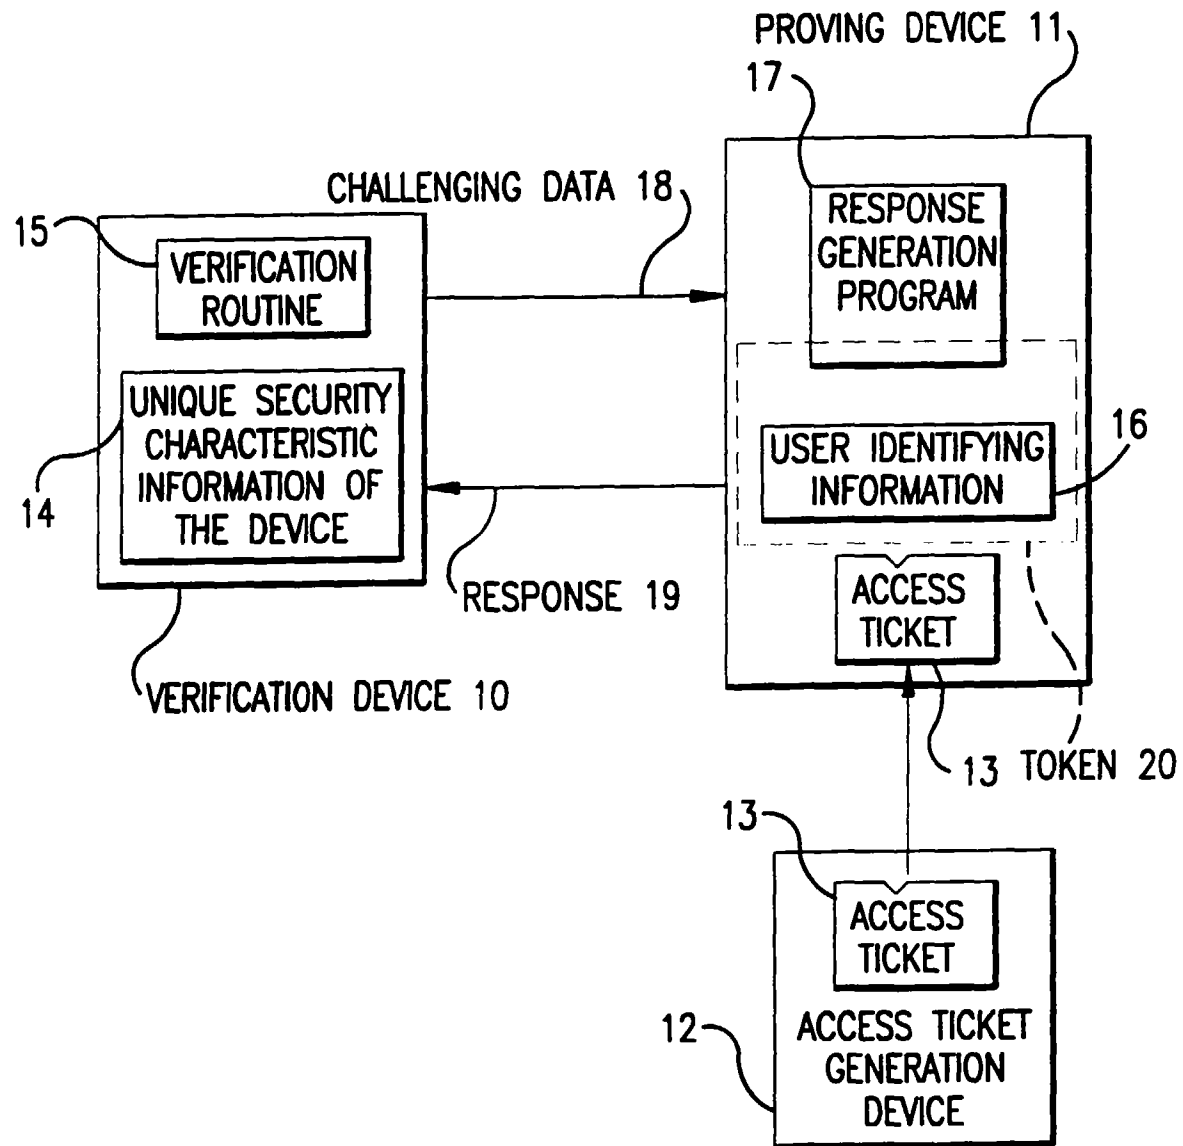 PROVING DEVICE 11
17
CHALLENGING DATA 18
RESPONSE
GENERATION
PROGRAM
15
VERIFICATION
ROUTINE
UNIQUE SECURITY
CHARACTERISTIC
INFORMATION OF
THE DEVICE
14
USER IDENTIFYING
INFORMATION
16
RESPONSE 19
ACCESS
TICKET
VERIFICATION DEVICE 10
13
TOKEN 20
13
ACCESS
TICKET
12
ACCESS TICKET
GENERATION
DEVICE